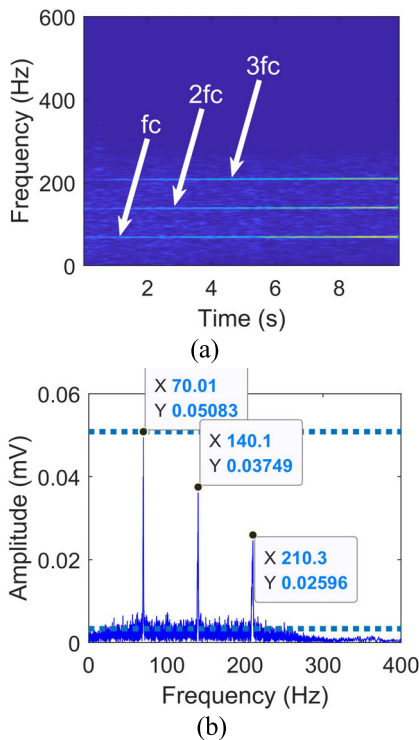 600
400
200
0
Frequency (Hz)
fc
2fc
3fc
2
4
6
8
Time (s)
(a)
0.06
0.04
0.02
0
Amplitude (mV)
X 70.01
Y 0.05083
X 140.1
Y 0.03749
X 210.3
Y 0.02596
0
100
200
300
400
Frequency (Hz)
(b)